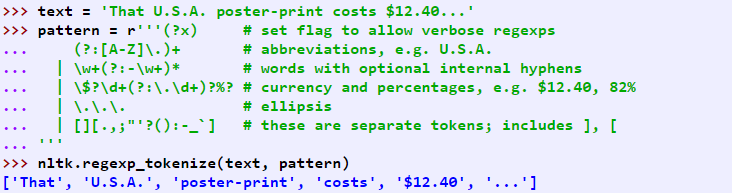 >>> text = 'That U.S.A. poster-print costs $12.40...'
>>> pattern = r'''(?x)     # set flag to allow verbose regexps
...     (?:[A-Z]\.)+       # abbreviations, e.g. U.S.A.
...   | \w+(?:-\w+)*       # words with optional internal hyphens
...   | \$?\d+(?:\.\d+)?%? # currency and percentages, e.g. $12.40, 82%
...   | \.\.\.             # ellipsis
...   | [][.,;"'?():-_`]   # these are separate tokens; includes ], [
... '''
>>> nltk.regexp_tokenize(text, pattern)
['That', 'U.S.A.', 'poster-print', 'costs', '$12.40', '...']